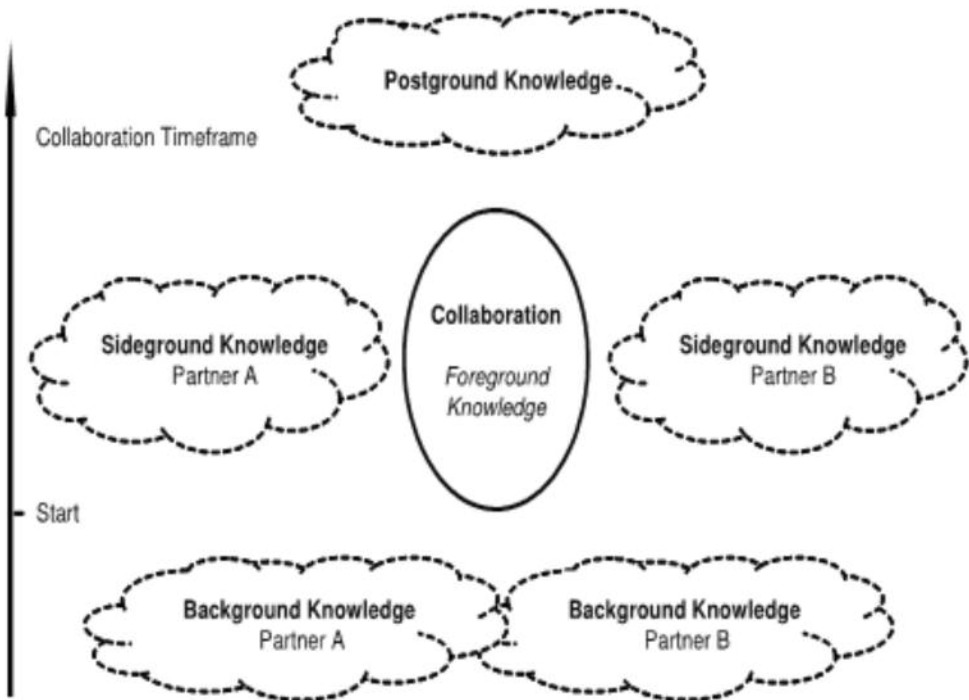 Postground Knowledge
Collaboration Timeframe
Collaboration
Foreground
Knowledge
Sideground Knowledge
Partner A
Sideground Knowledge
Partner B
Start
Background Knowledge
Partner A
Background Knowledge
Partner B